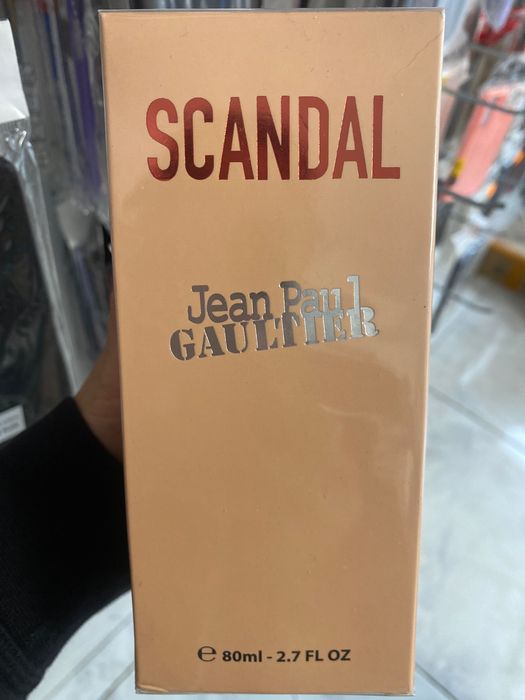 SCANDAL
Jean Paul
GAULTIER
℮ 80ml - 2.7 FL OZ